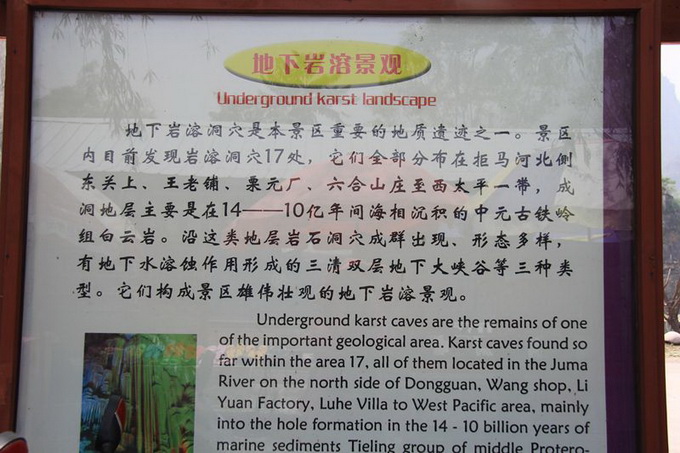 地下岩溶景观
Underground karst landscape
地下岩溶洞穴是本景区重要的地质遗迹之一。景区
内目前发现岩溶洞穴17处，它们全部分布在拒马河北侧
东关上、王老铺、栗元厂、六合山庄至西太平一带，成
洞地层主要是在14——10亿年间海相沉积的中元古铁岭
组白云岩。沿这类地层岩石洞穴成群出现、形态多样，
有地下水溶蚀作用形成的三清双层地下大峡谷等三种类
型。它们构成景区雄伟壮观的地下岩溶景观。
Underground karst caves are the remains of one
of the important geological area. Karst caves found so
far within the area 17, all of them located in the Juma
River on the north side of Dongguan, Wang shop, Li
Yuan Factory, Luhe Villa to West Pacific area, mainly
into the hole formation in the 14 - 10 billion years of
marine sediments Tieling group of middle Protero-